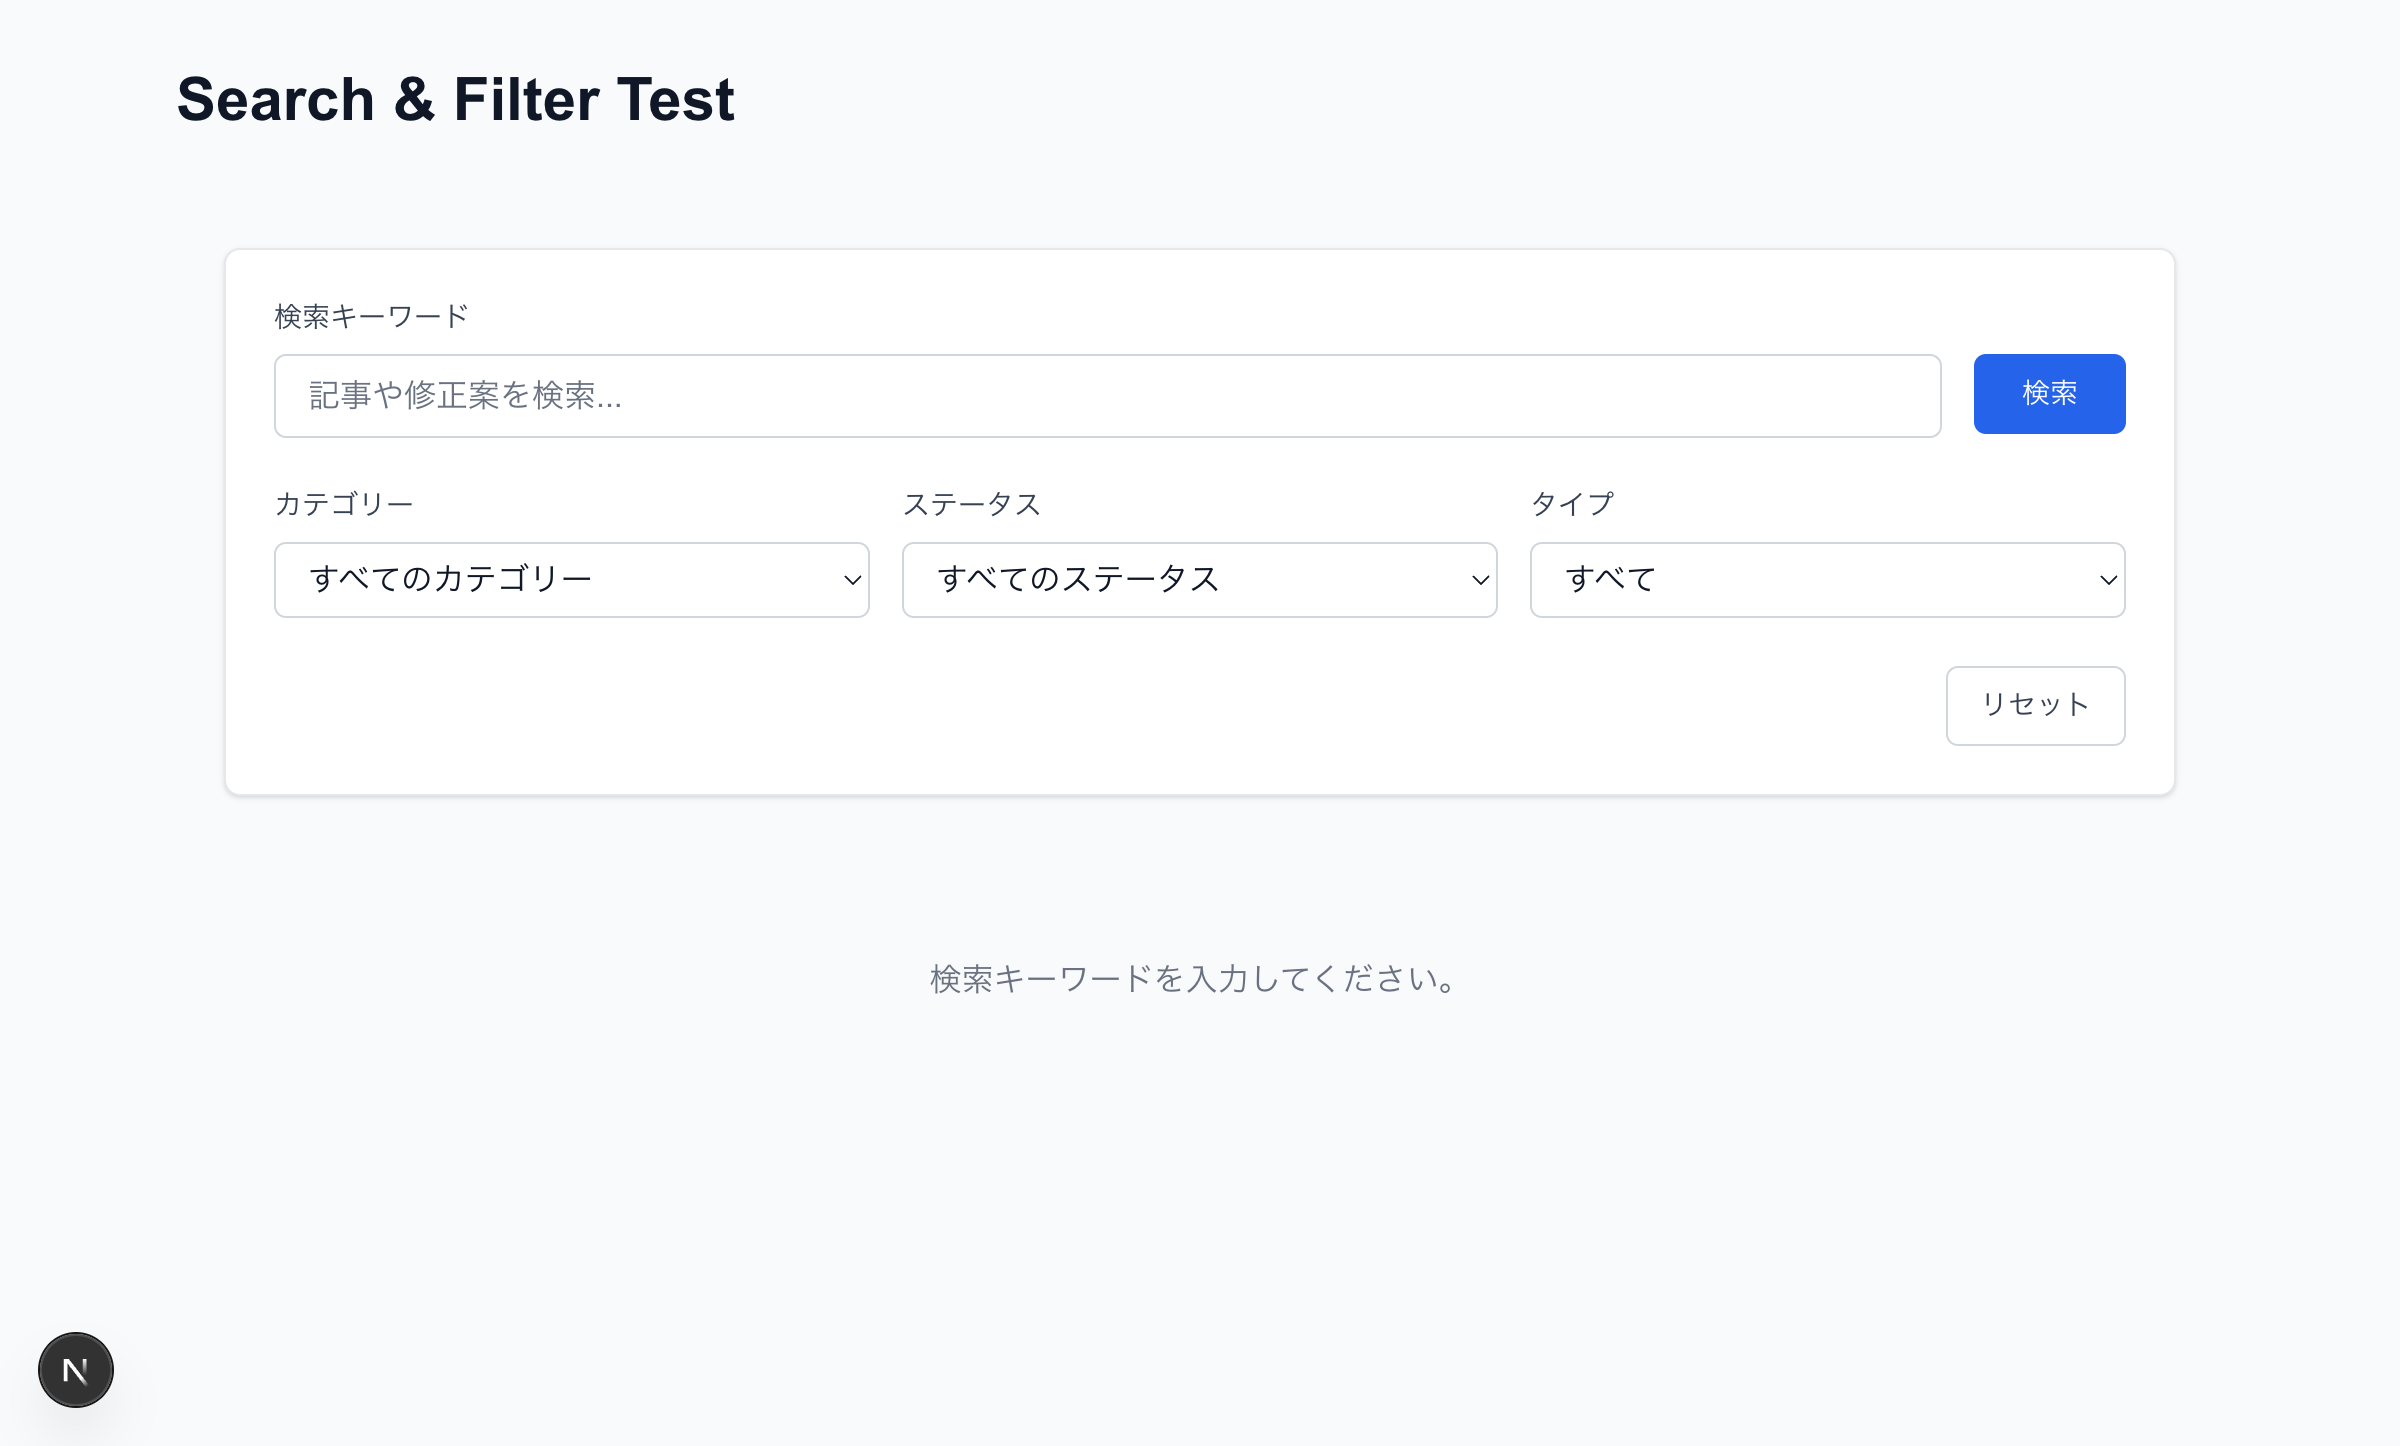 Search & Filter Test
検索キーワード
記事や修正案を検索...
検索
カテゴリー
ステータス
タイプ
すべてのカテゴリー
すべてのステータス
すべて
リセット
検索キーワードを入力してください。
N